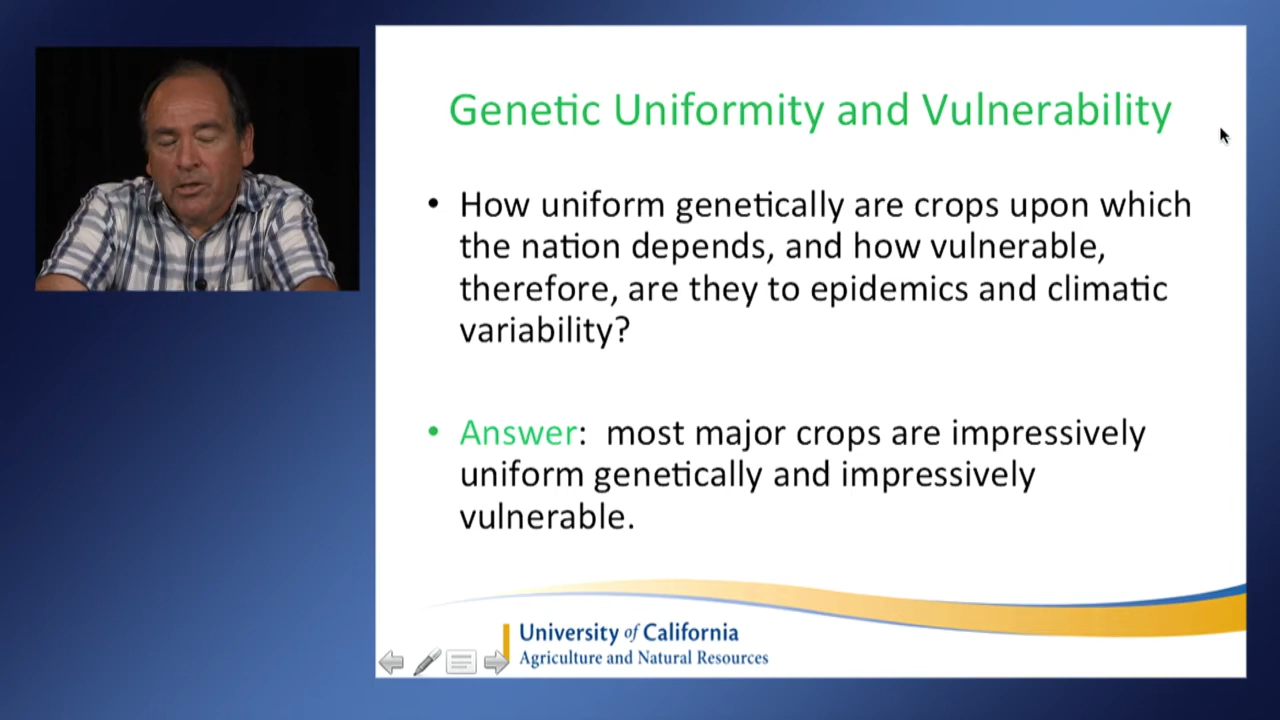 Genetic Uniformity and Vulnerability
• How uniform genetically are crops upon which
the nation depends, and how vulnerable,
therefore, are they to epidemics and climatic
variability?
• Answer:  most major crops are impressively
uniform genetically and impressively
vulnerable.
University of California
Agriculture and Natural Resources